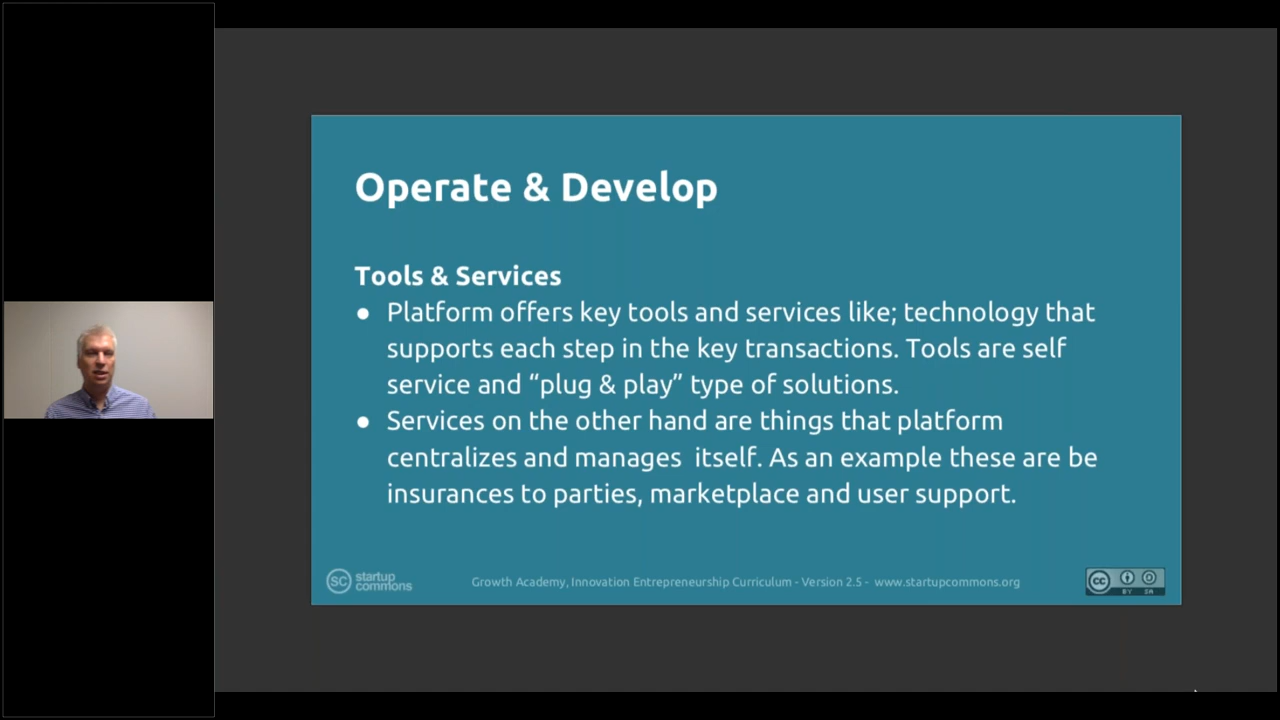 Operate & Develop
Tools & Services
● Platform offers key tools and services like; technology that
supports each step in the key transactions. Tools are self
service and “plug & play” type of solutions.
● Services on the other hand are things that platform
centralizes and manages  itself. As an example these are be
insurances to parties, marketplace and user support.
SC startup
commons
Growth Academy, Innovation Entrepreneurship Curriculum - Version 2.5 - www.startupcommons.org
cc
BY SA